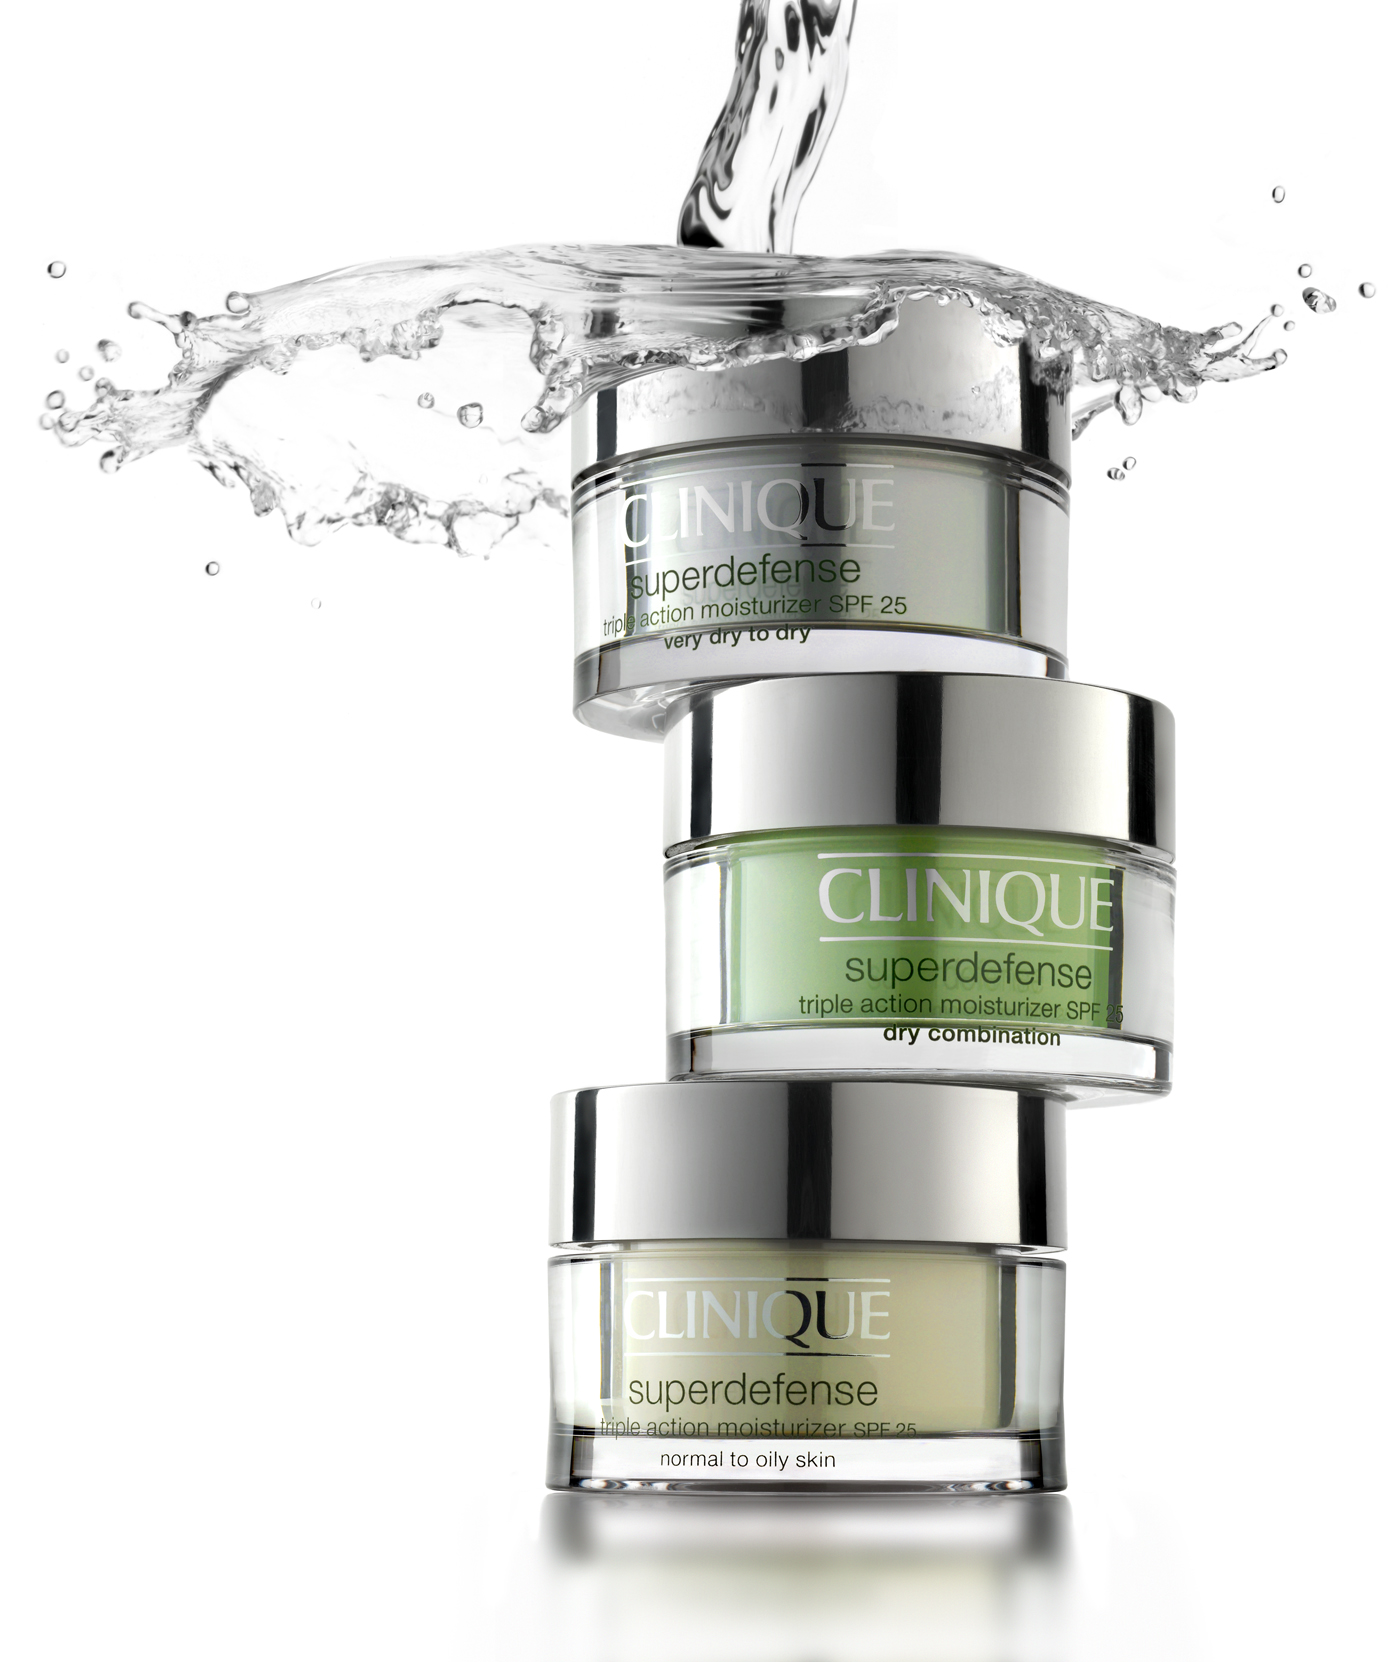 CLINIQUE
superdefense
triple action moisturizer SPF 25
very dry to dry
CLINIQUE
superdefense
triple action moisturizer SPF 25
dry combination
CLINIQUE
superdefense
triple action moisturizer SPF 25
normal to oily skin